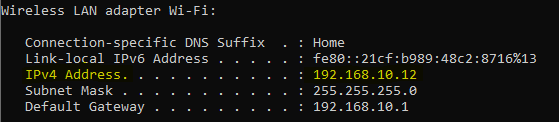 Wireless LAN adapter Wi-Fi:
Connection-specific DNS Suffix  . : Home
Link-local IPv6 Address . . . . . : fe80::21cf:b989:48c2:8716%13
IPv4 Address. . . . . . . . . . . : 192.168.10.12
Subnet Mask . . . . . . . . . . . : 255.255.255.0
Default Gateway . . . . . . . . . : 192.168.10.1